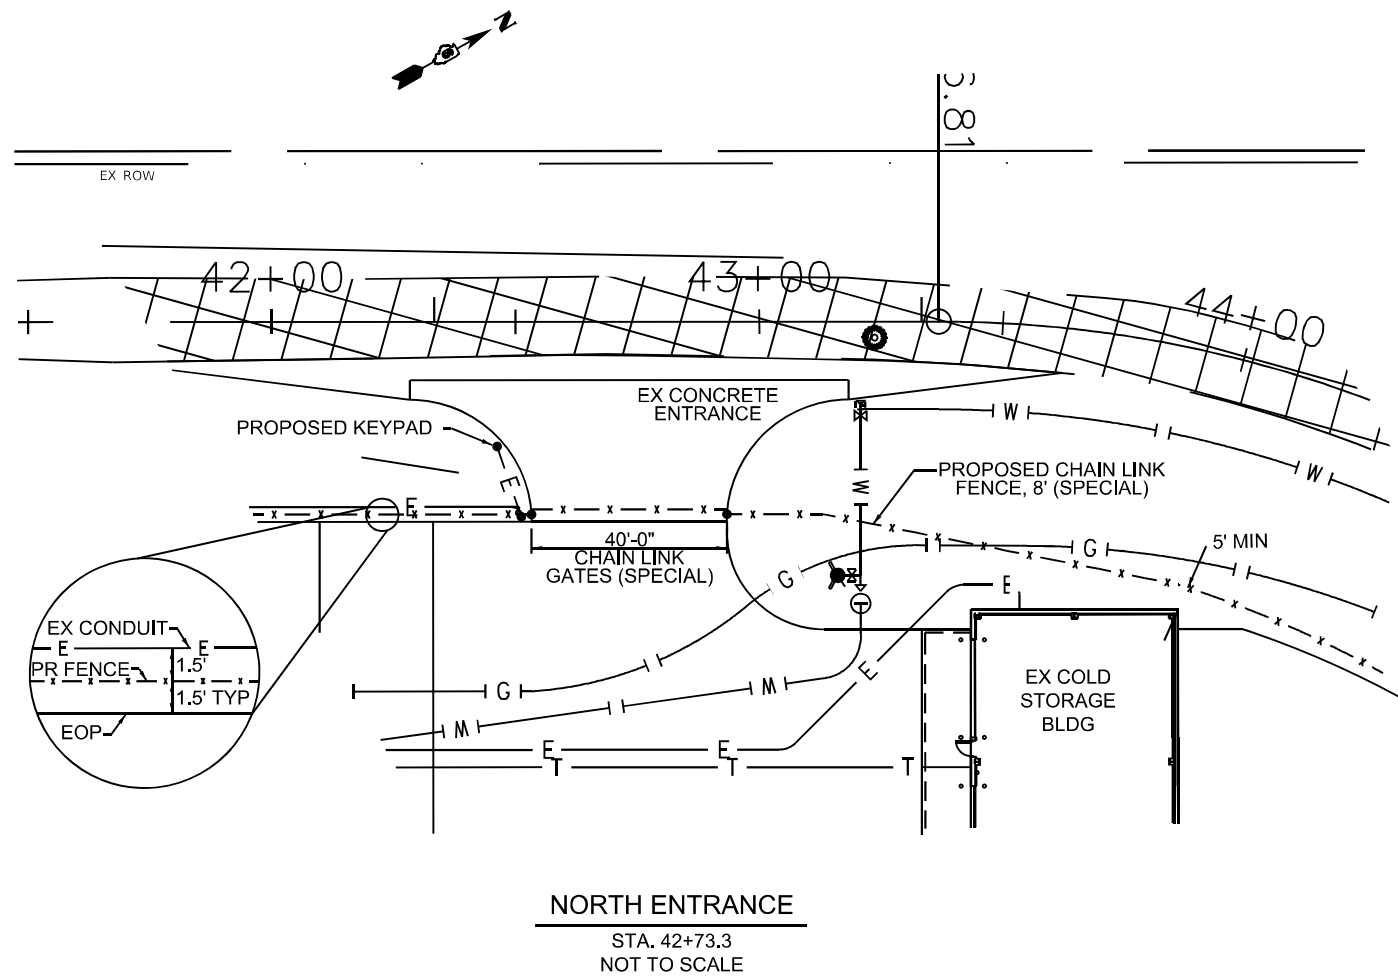 N
5.81
EX ROW
42+00
43+00
44+00
EX CONCRETE
ENTRANCE
PROPOSED KEYPAD
W
W
PROPOSED CHAIN LINK
FENCE, 8' (SPECIAL)
E
E
W
40'-0"
CHAIN LINK
GATES (SPECIAL)
5' MIN
G
G
E
EX CONDUIT
E
E
PR FENCE
1.5'
1.5' TYP
EOP
G
W
W
E
E
E
T
T
T
EX COLD
STORAGE
BLDG
NORTH ENTRANCE
STA. 42+73.3
NOT TO SCALE